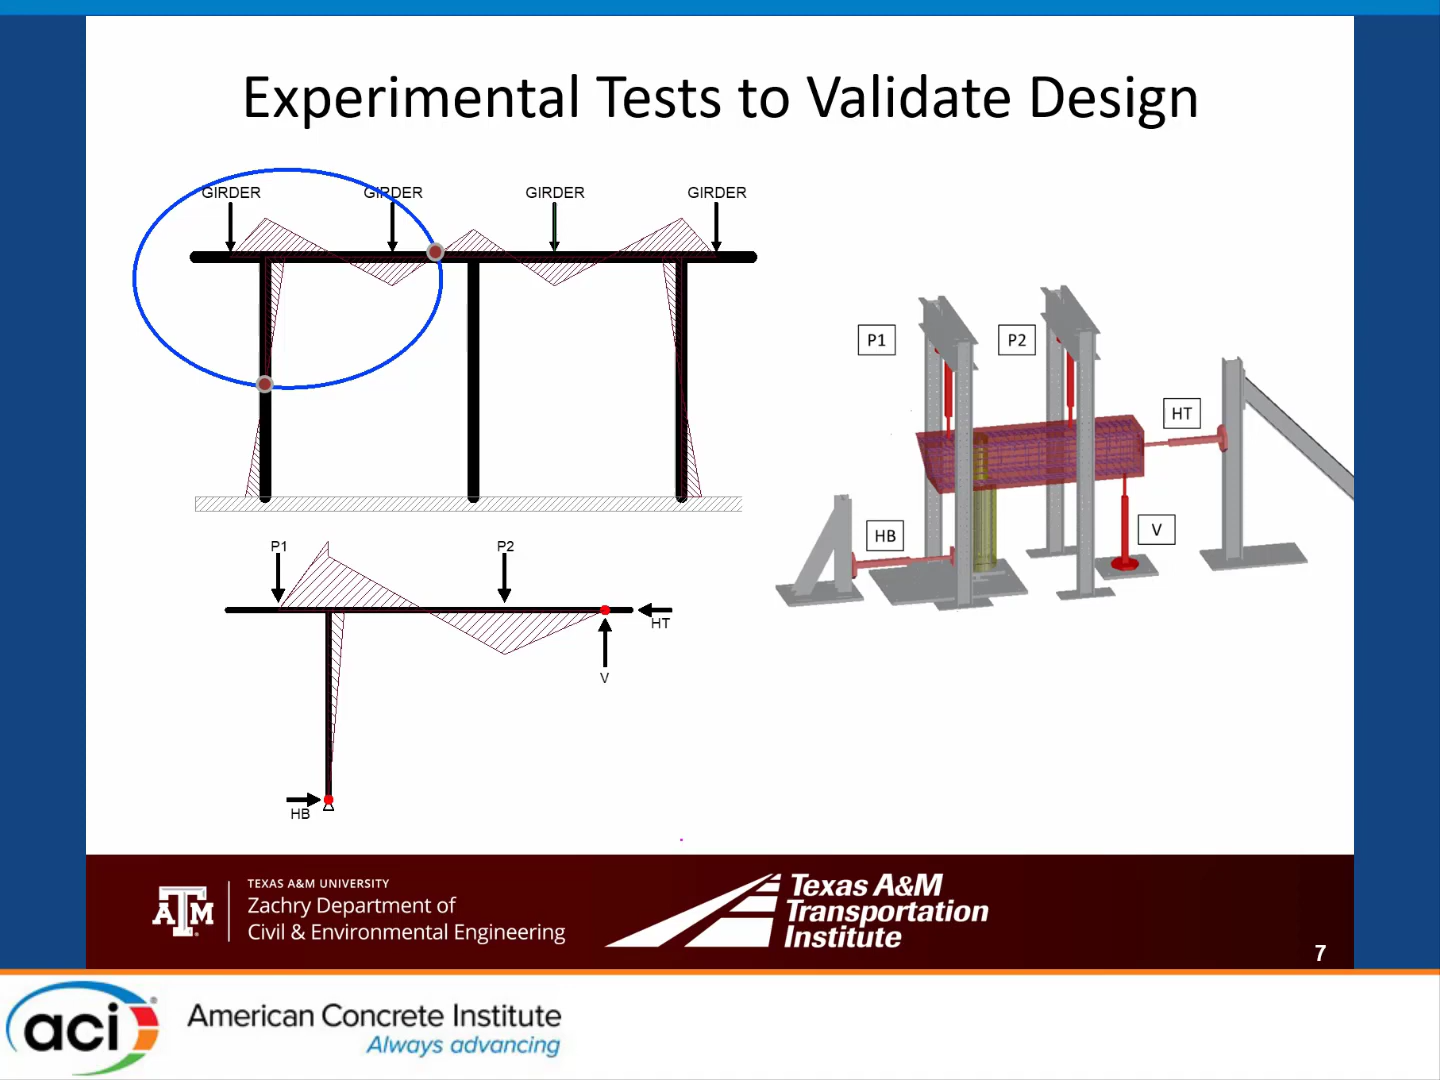 Experimental Tests to Validate Design
GIRDER GIRDER GIRDER GIRDER
P1 P2
HT
HB
V
P1 P2
HT
V
HB
TEXAS A&M UNIVERSITY
Zachry Department of
Civil & Environmental Engineering
ATM
Texas A&M
Transportation
Institute
7
aci
American Concrete Institute
Always advancing